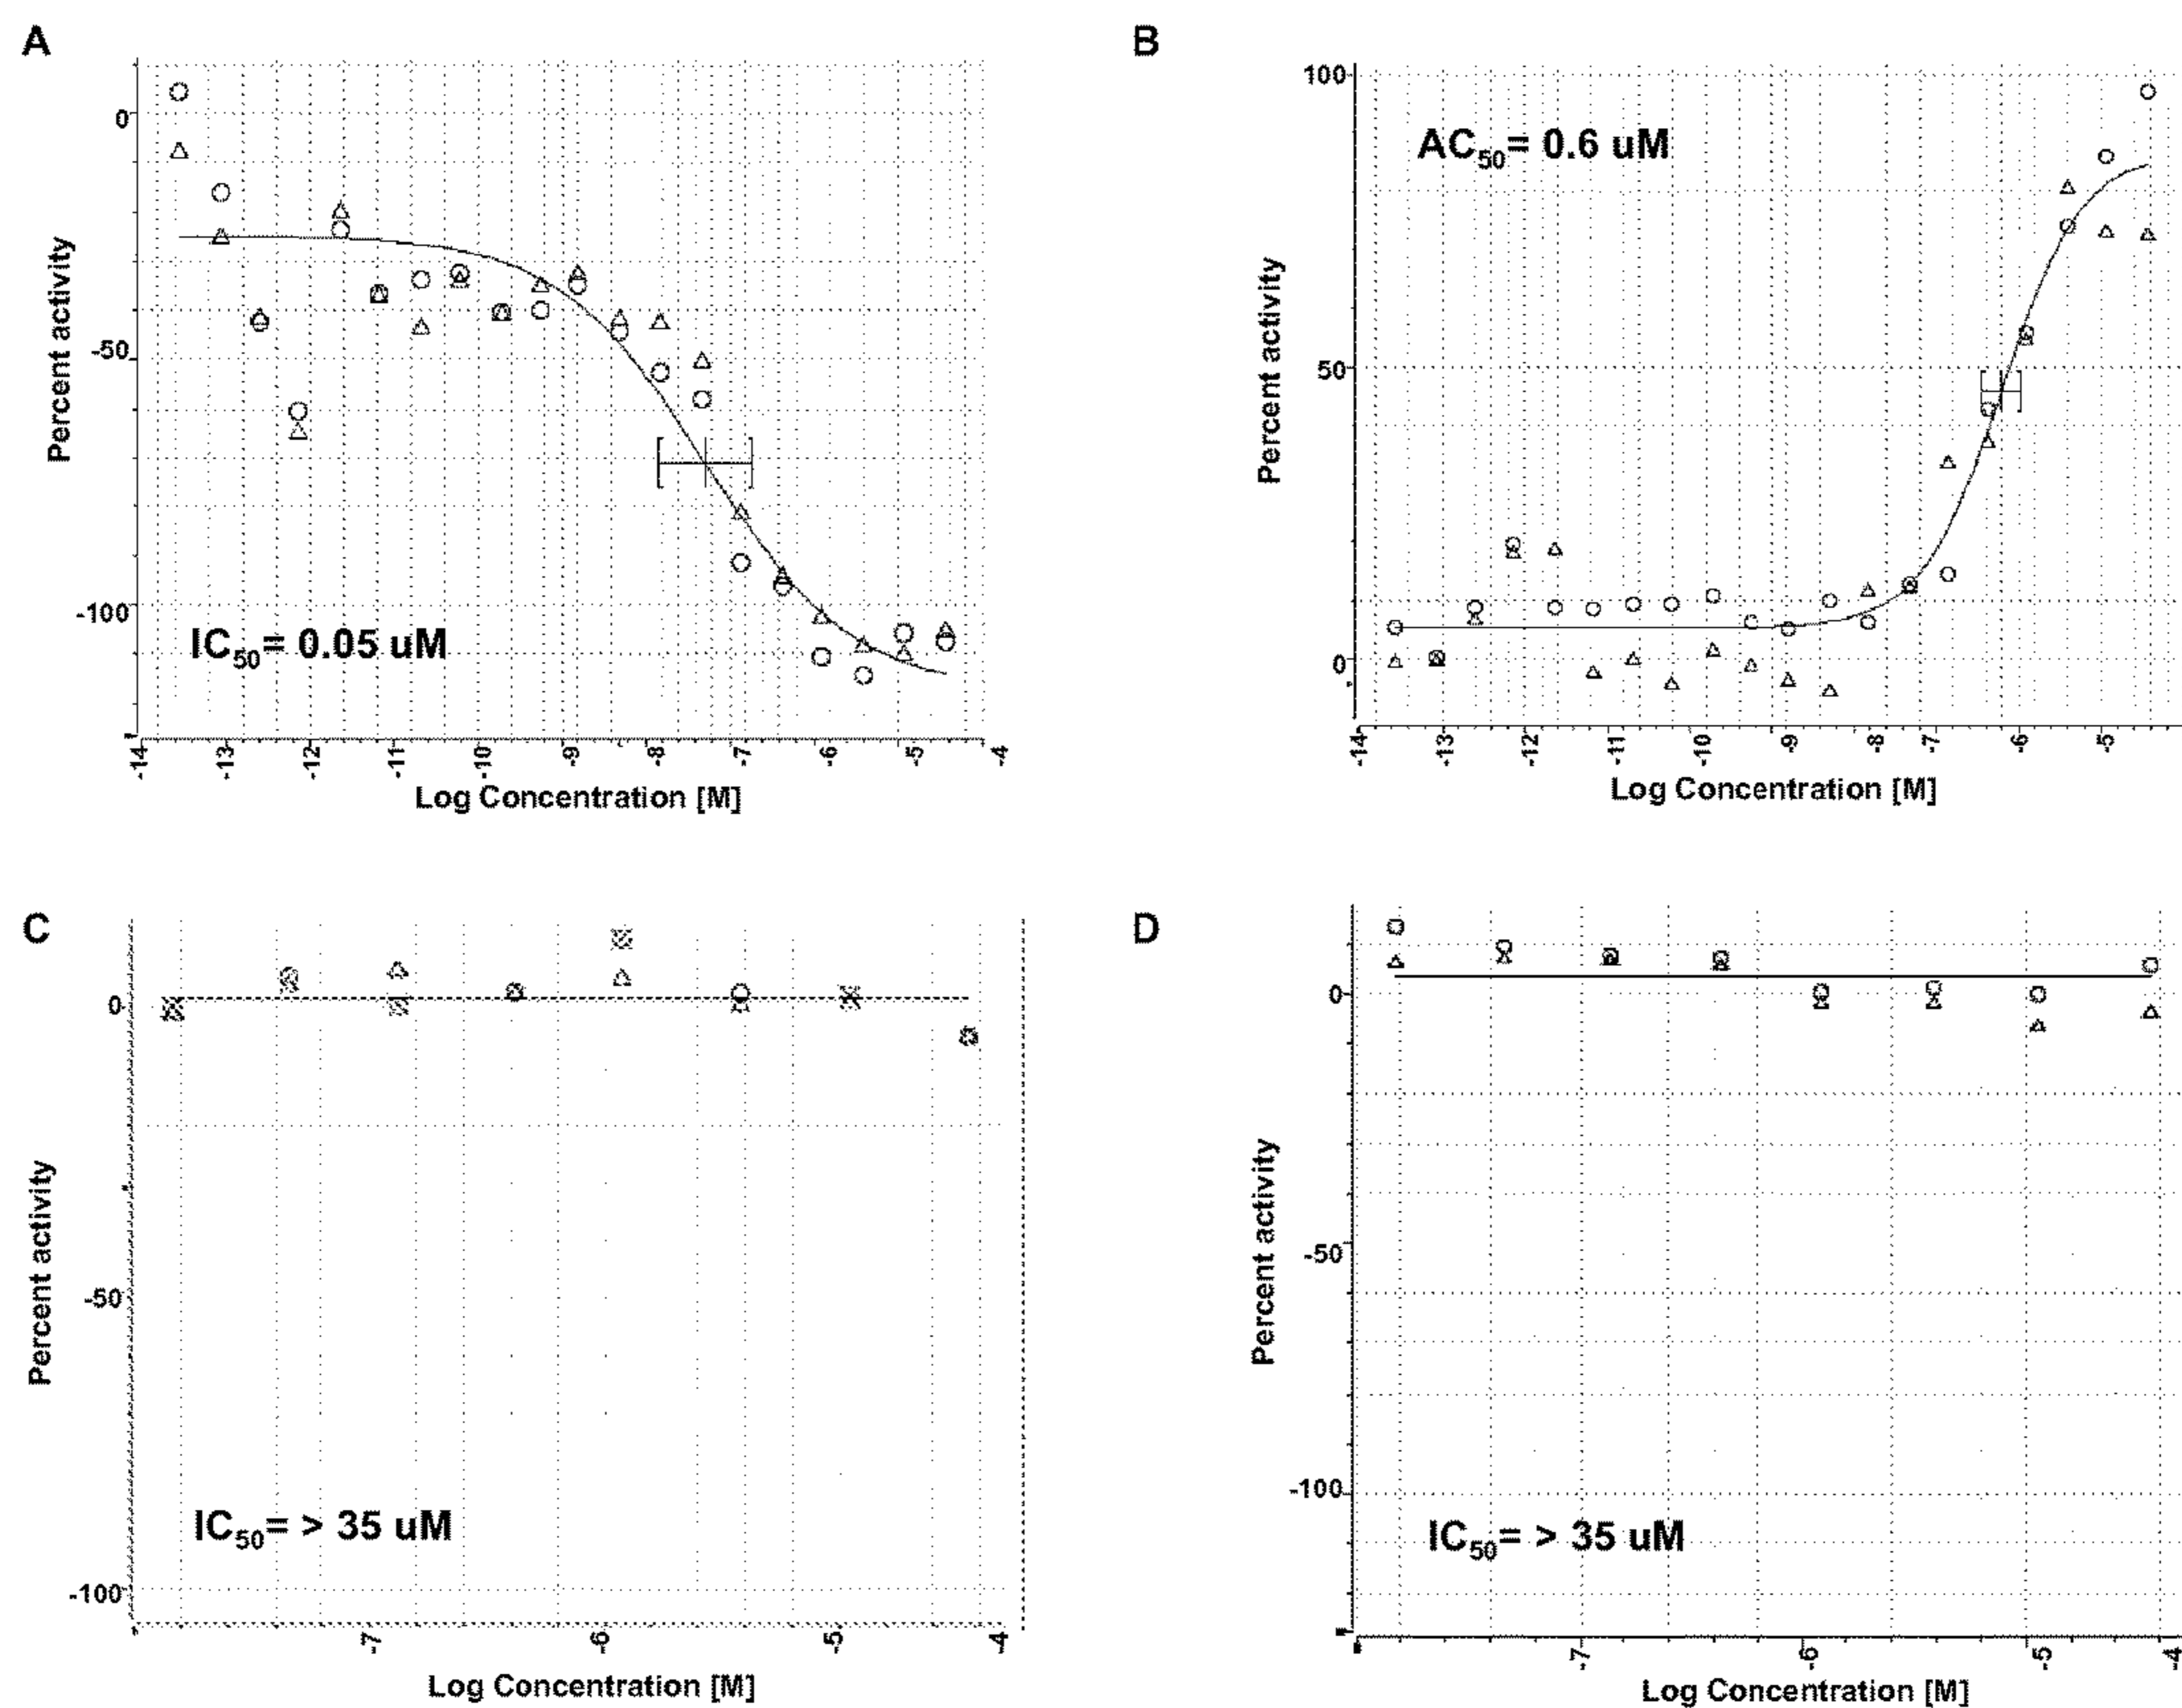 A
0
-50
-100
Percent activity
IC50= 0.05 uM
-14 -13 -12 -11 -10 -9 -8 -7 -6 -5 -4
Log Concentration [M]
B
100
50
0
Percent activity
AC50= 0.6 uM
-14 -13 -12 -11 -10 -9 -8 -7 -6 -5
Log Concentration [M]
C
0
-50
-100
Percent activity
IC50= > 35 uM
-7 -6 -5 -4
Log Concentration [M]
D
0
-50
-100
Percent activity
IC50= > 35 uM
-7 -6 -5 -4
Log Concentration [M]